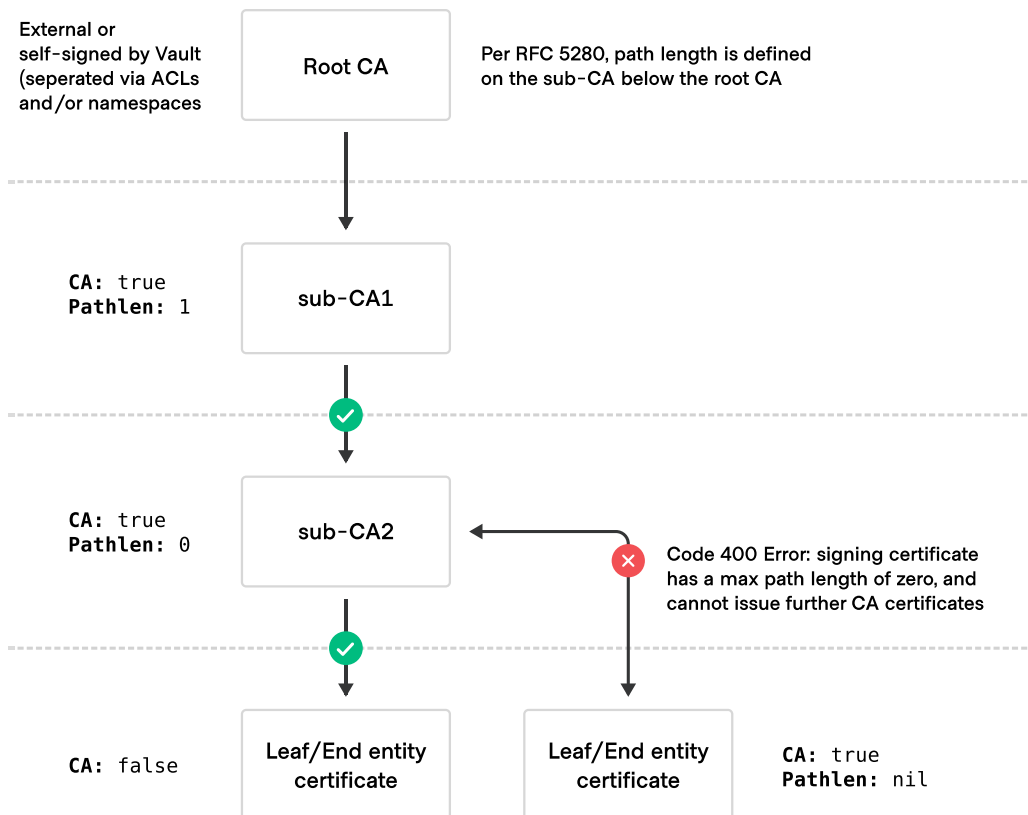 External or
self-signed by Vault
(seperated via ACLs
and/or namespaces
Root CA
Per RFC 5280, path length is defined
on the sub-CA below the root CA
CA: true
Pathlen: 1
sub-CA1
CA: true
Pathlen: 0
sub-CA2
Code 400 Error: signing certificate
has a max path length of zero, and
cannot issue further CA certificates
CA: false
Leaf/End entity
certificate
Leaf/End entity
certificate
CA: true
Pathlen: nil